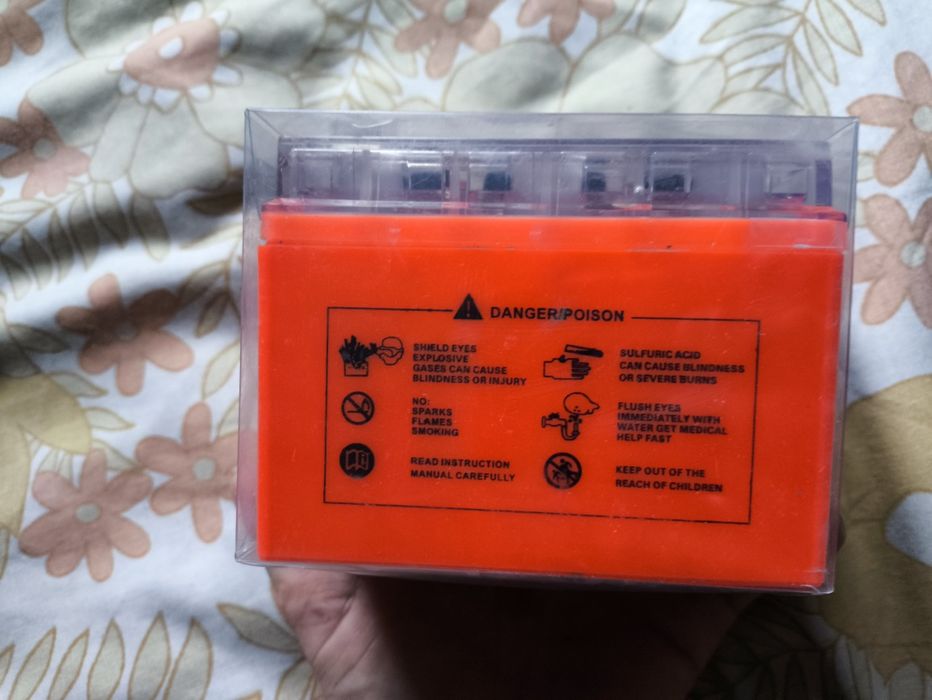 DANGER/POISON
SHIELD EYES
EXPLOSIVE
GASES CAN CAUSE
BLINDNESS OR INJURY
NO:
SPARKS
FLAMES
SMOKING
READ INSTRUCTION
MANUAL CAREFULLY
SULFURIC ACID
CAN CAUSE BLINDNESS
OR SEVERE BURNS
FLUSH EYES
IMMEDIATELY WITH
WATER GET MEDICAL
HELP FAST
KEEP OUT OF THE
REACH OF CHILDREN